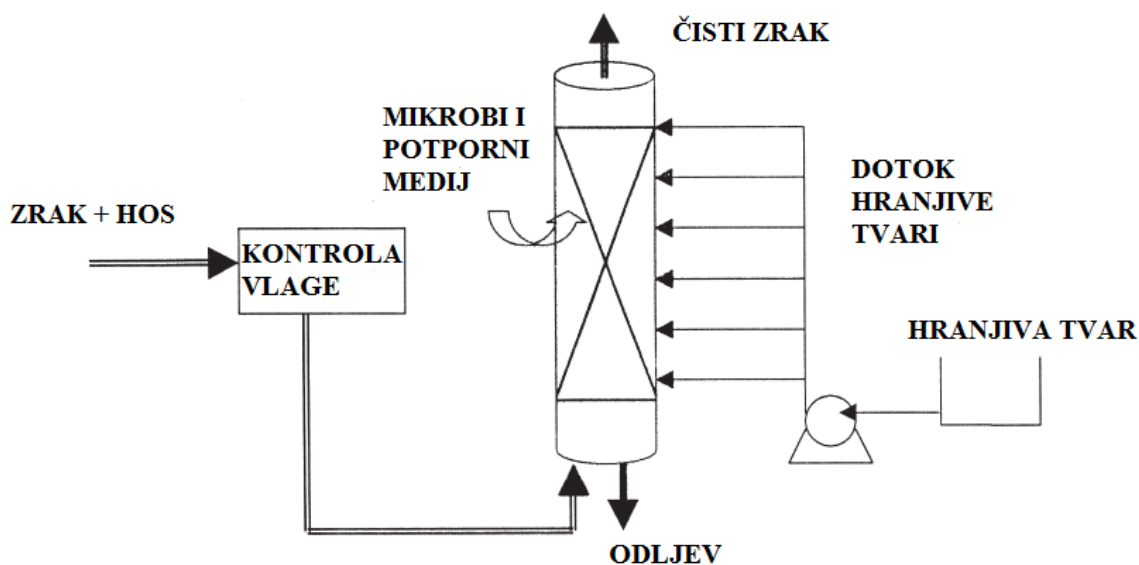 ČISTI ZRAK
MIKROBI I
POTPORNI
MEDIJ
DOTOK
HRANJIVE
TVARI
ZRAK + HOS
KONTROLA
VLAGE
HRANJIVA TVAR
ODLJEV